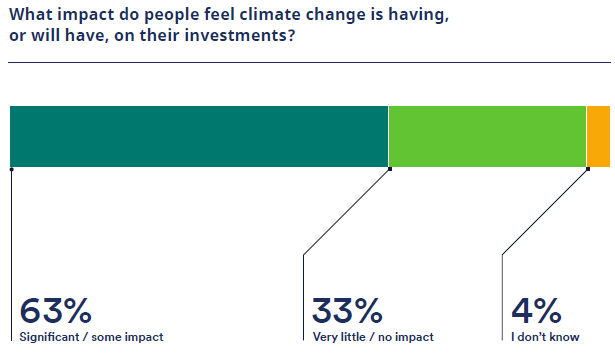 What impact do people feel climate change is having,
or will have, on their investments?
63%
Significant / some impact
33%
Very little / no impact
4%
I don't know